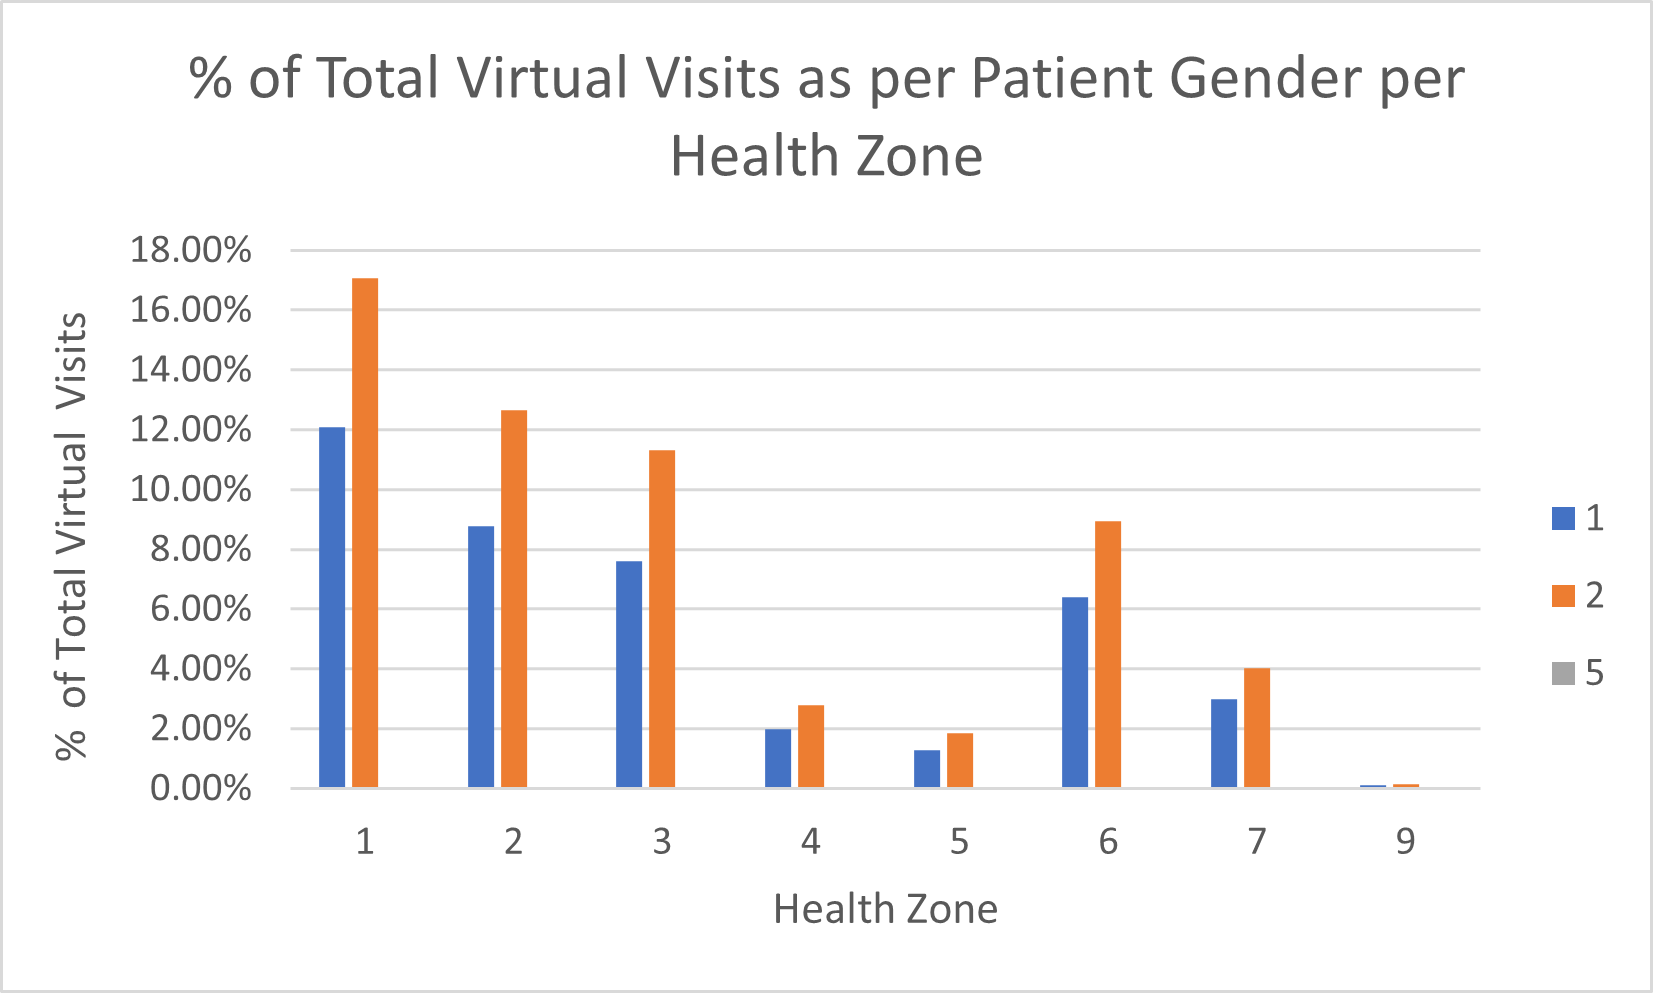 % of Total Virtual Visits as per Patient Gender per
Health Zone
18.00%
16.00%
14.00%
12.00%
10.00%
8.00%
6.00%
4.00%
2.00%
0.00%
% of Total Virtual Visits
1 2 3 4 5 6 7 9
Health Zone
1
2
5